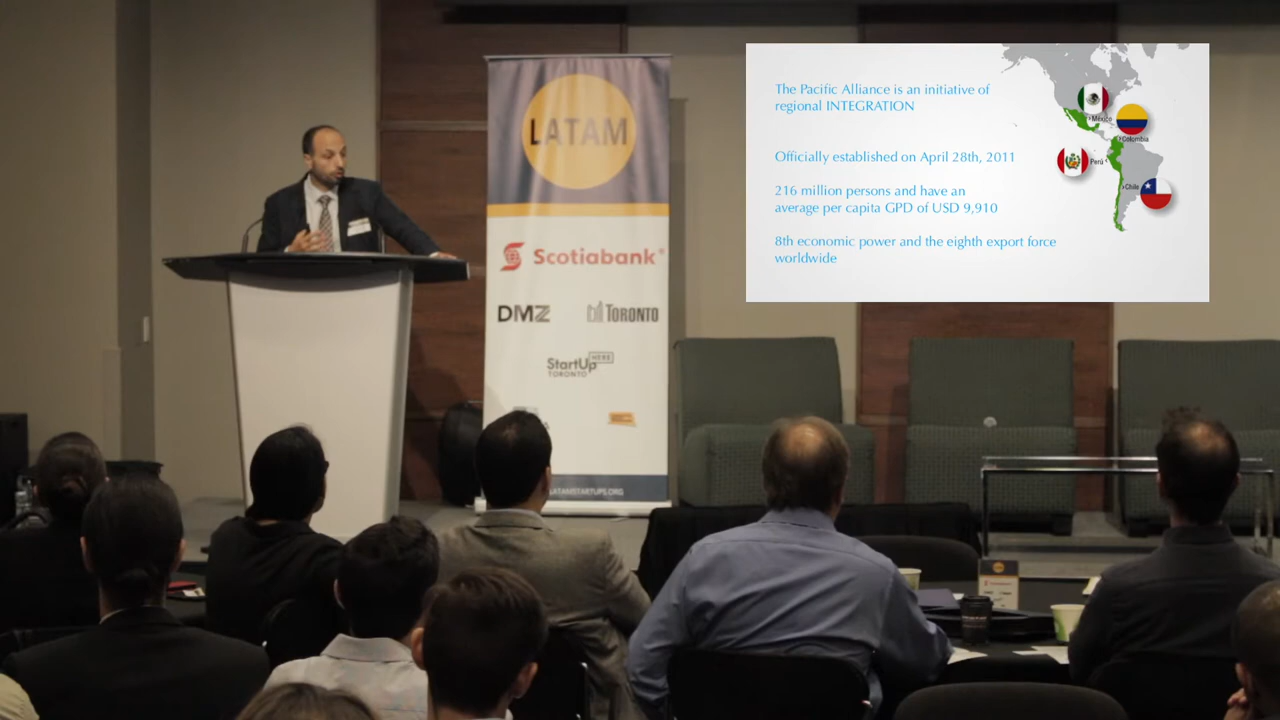 LATAM
Scotiabank
DMZ
TORONTO
StartUp HERE
TORONTO
LATAMSTARTUPS.ORG
The Pacific Alliance is an initiative of
regional INTEGRATION
Officially established on April 28th, 2011
216 million persons and have an
average per capita GPD of USD 9,910
8th economic power and the eighth export force
worldwide
México
Colombia
Perú
Chile